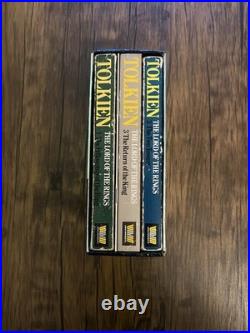 TOLKIEN
THE LORD OF THE RINGS
TOLKIEN
THE LORD OF THE RINGS
3 The Return of the King
TOLKIEN
THE LORD OF THE RINGS